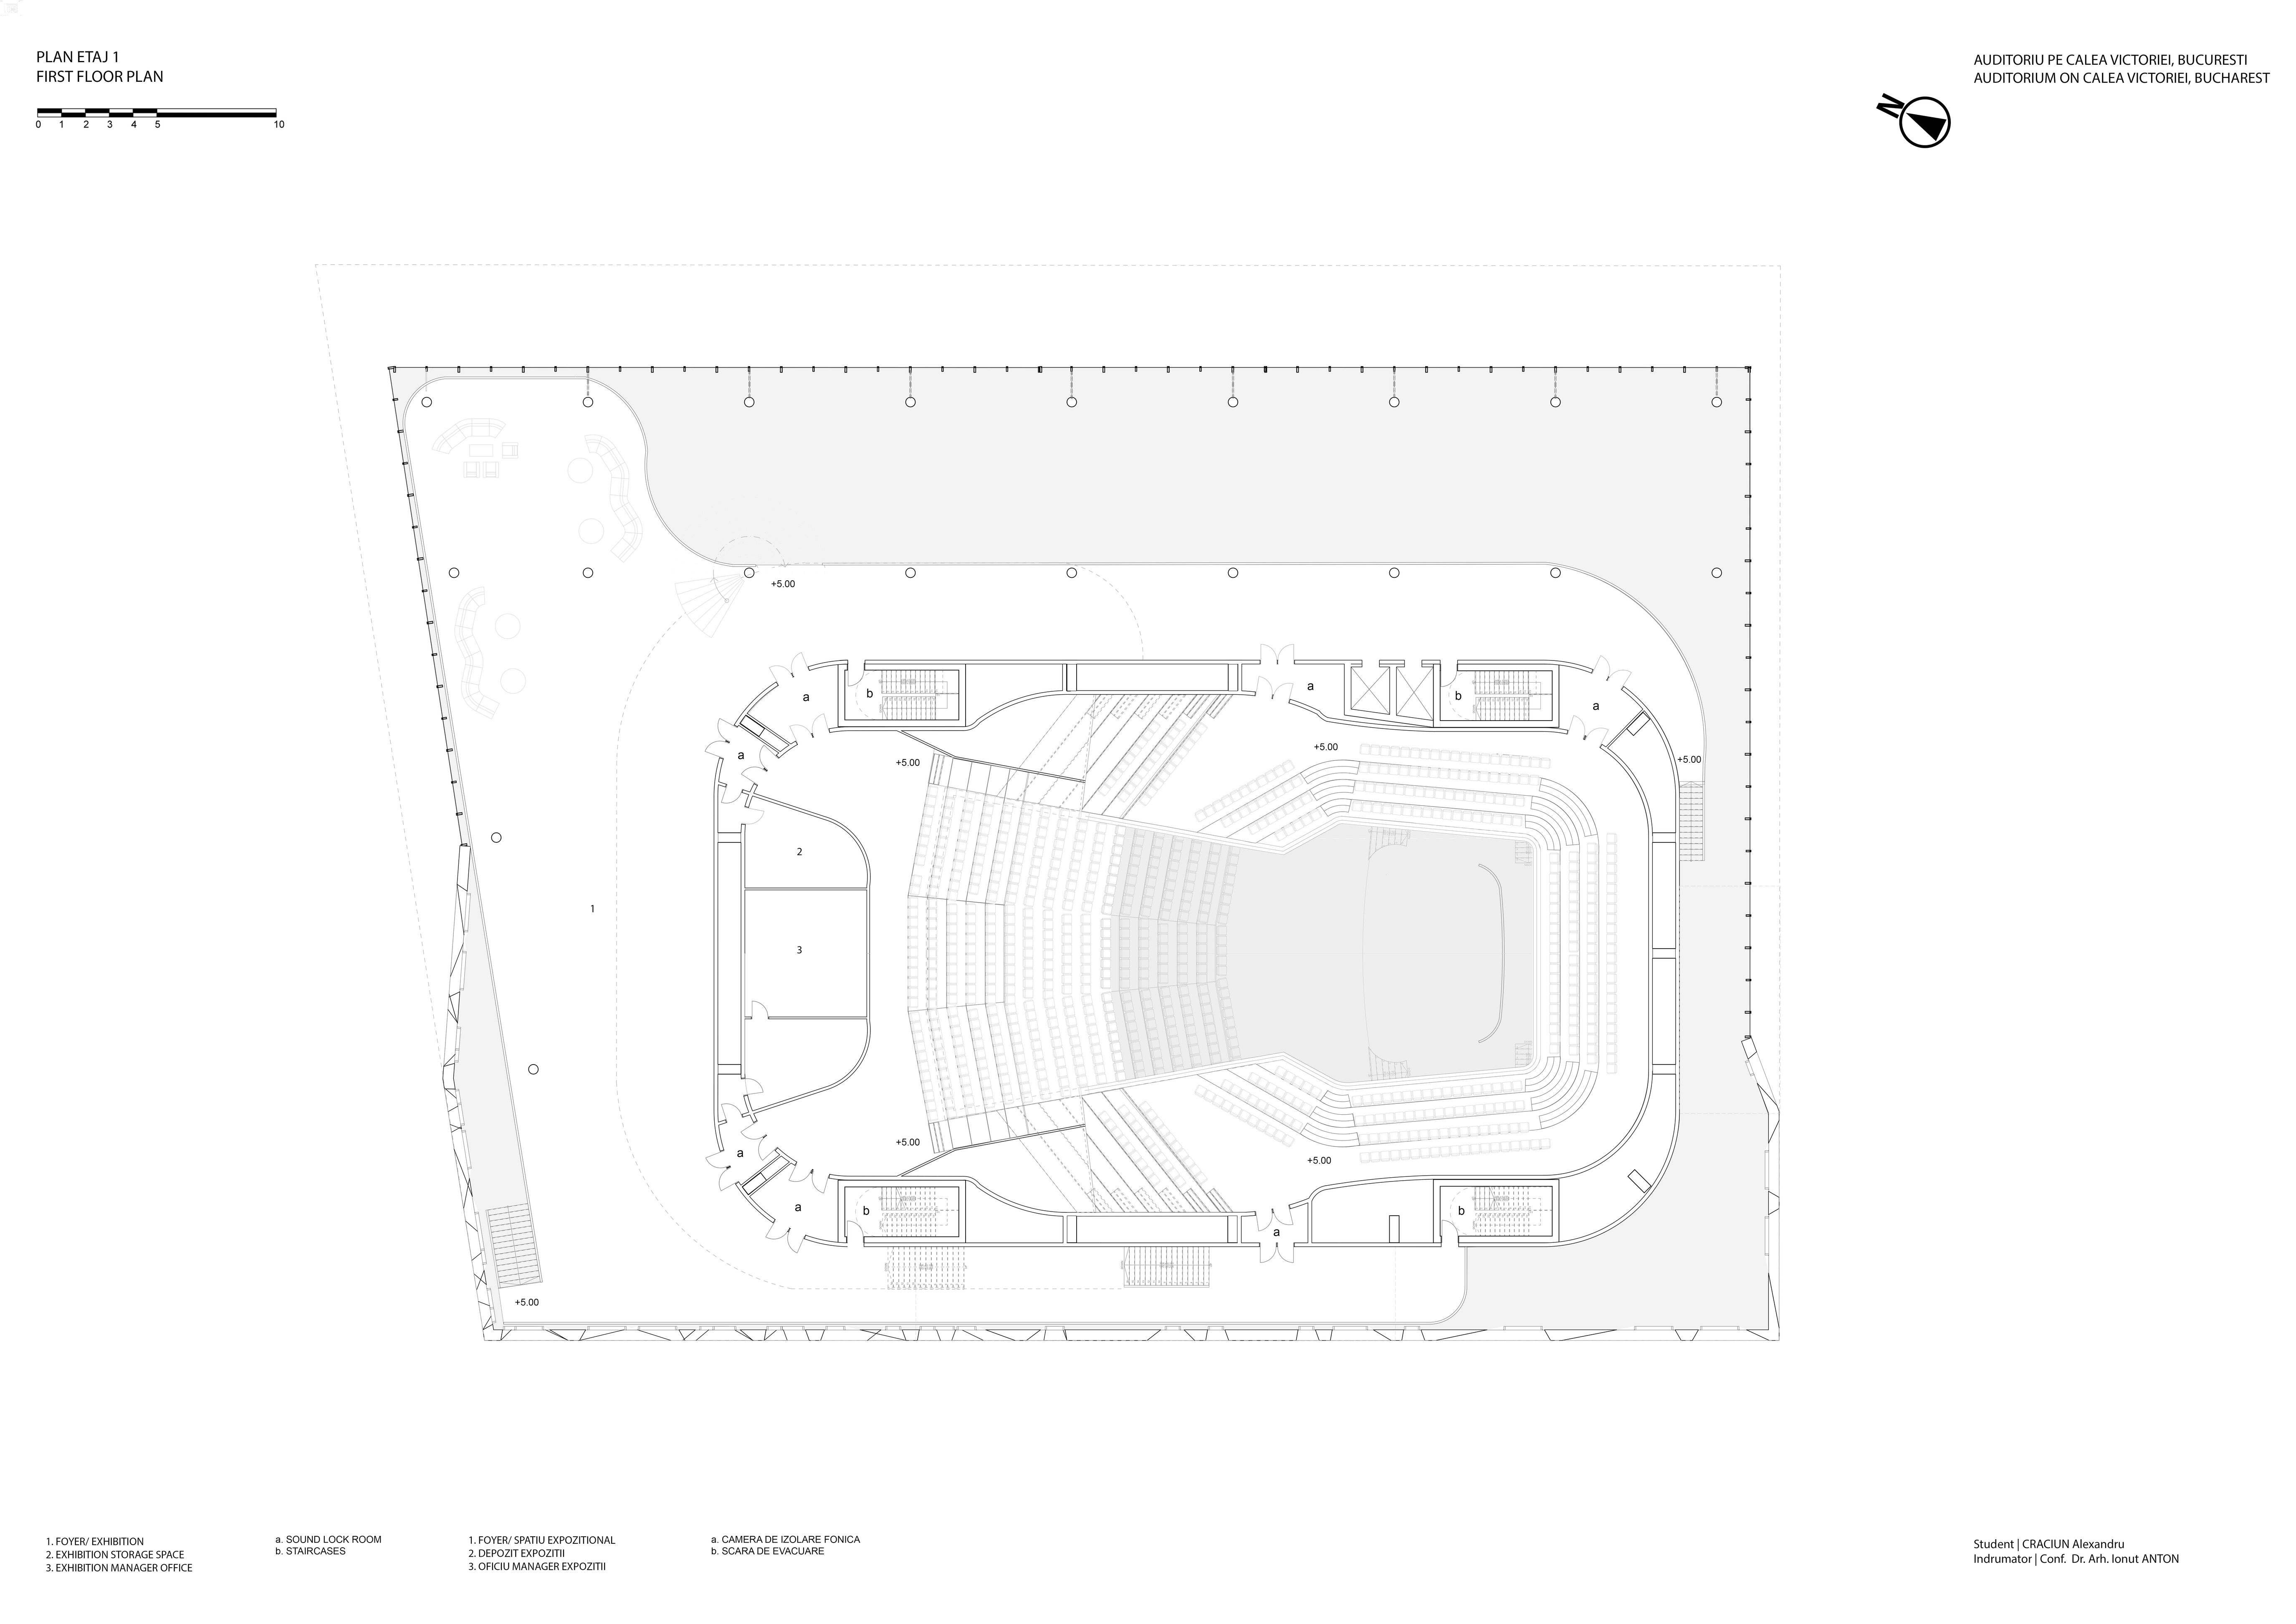 PLAN ETAJ 1
FIRST FLOOR PLAN
0 1 2 3 4 5 10
AUDITORIU PE CALEA VICTORIEI, BUCURESTI
AUDITORIUM ON CALEA VICTORIEI, BUCHAREST
N
+5.00
a
b
a
b
a
a
+5.00
+5.00
+5.00
2
1
3
+5.00
a
+5.00
a
b
a
b
+5.00
1. FOYER/ EXHIBITION
2. EXHIBITION STORAGE SPACE
3. EXHIBITION MANAGER OFFICE
a. SOUND LOCK ROOM
b. STAIRCASES
1. FOYER/ SPATIU EXPOZITIONAL
2. DEPOZIT EXPOZITII
3. OFICIU MANAGER EXPOZITII
a. CAMERA DE IZOLARE FONICA
b. SCARA DE EVACUARE
Student | CRACIUN Alexandru
Indrumator | Conf. Dr. Arh. Ionut ANTON